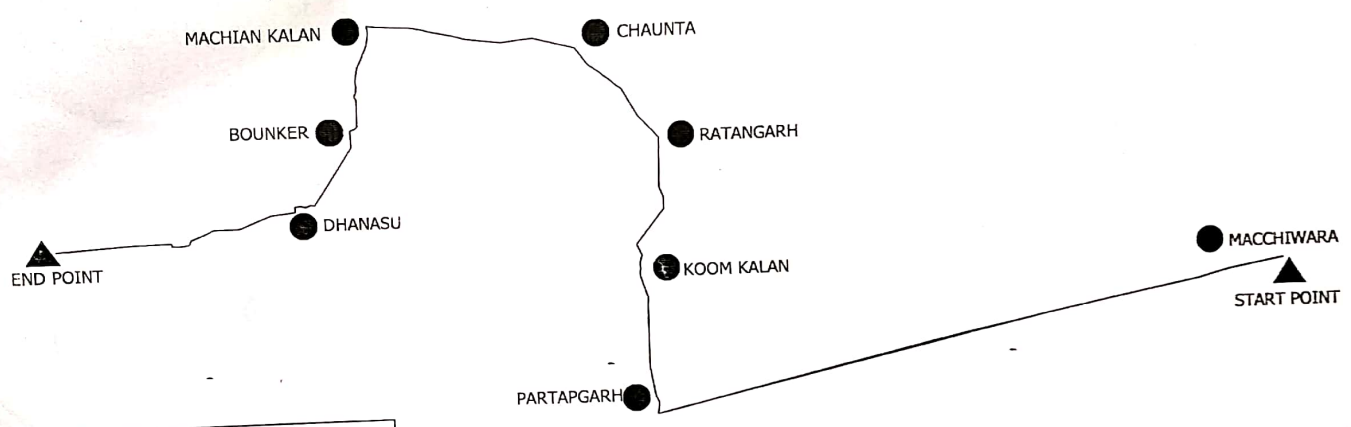 MACHIAN KALAN
CHAUNTA
BOUNKER
RATANGARH
DHANASU
MACCHIWARA
END POINT
KOOM KALAN
START POINT
PARTAPGARH